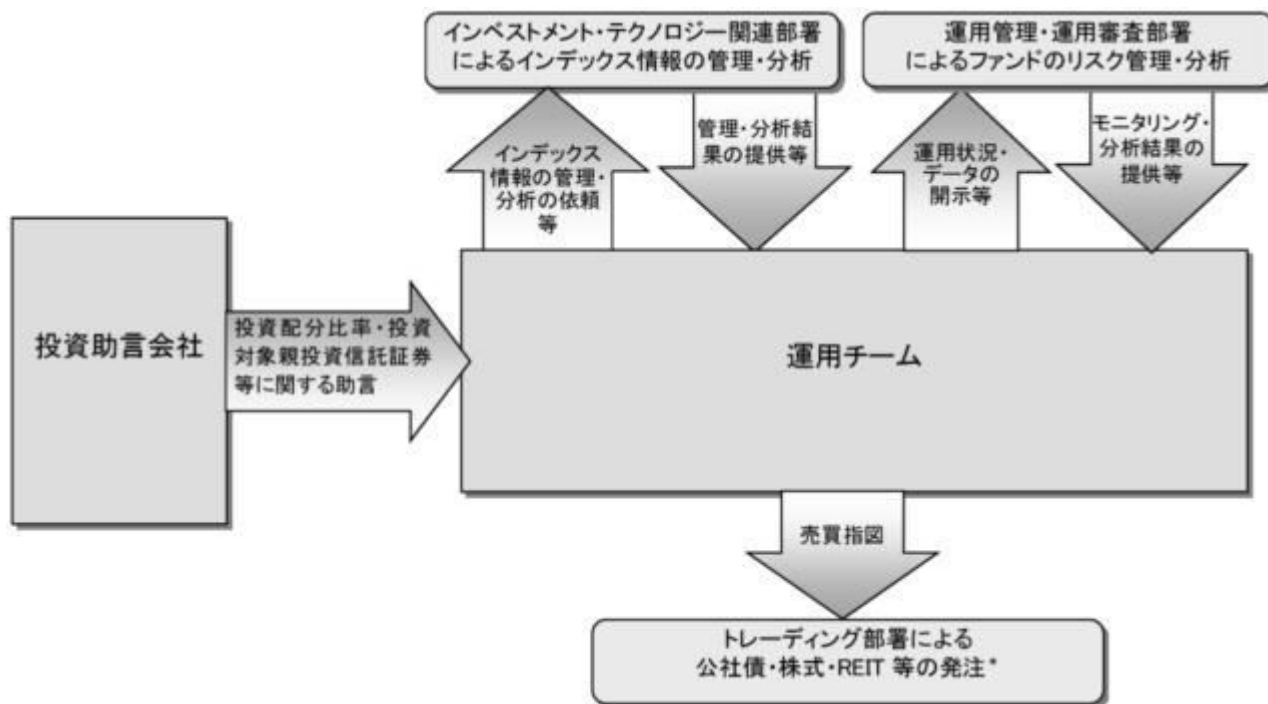 インベストメント・テクノロジー関連部署
によるインデックス情報の管理・分析
運用管理・運用審査部署
によるファンドのリスク管理・分析
インデックス
情報の管理・
分析の依頼
等
管理・分析結
果の提供等
運用状況・
データの
開示等
モニタリング・
分析結果の
提供等
投資助言会社
投資配分比率・投資
対象親投資信託証券
等に関する助言
運用チーム
売買指図
トレーディング部署による
公社債・株式・REIT 等の発注*